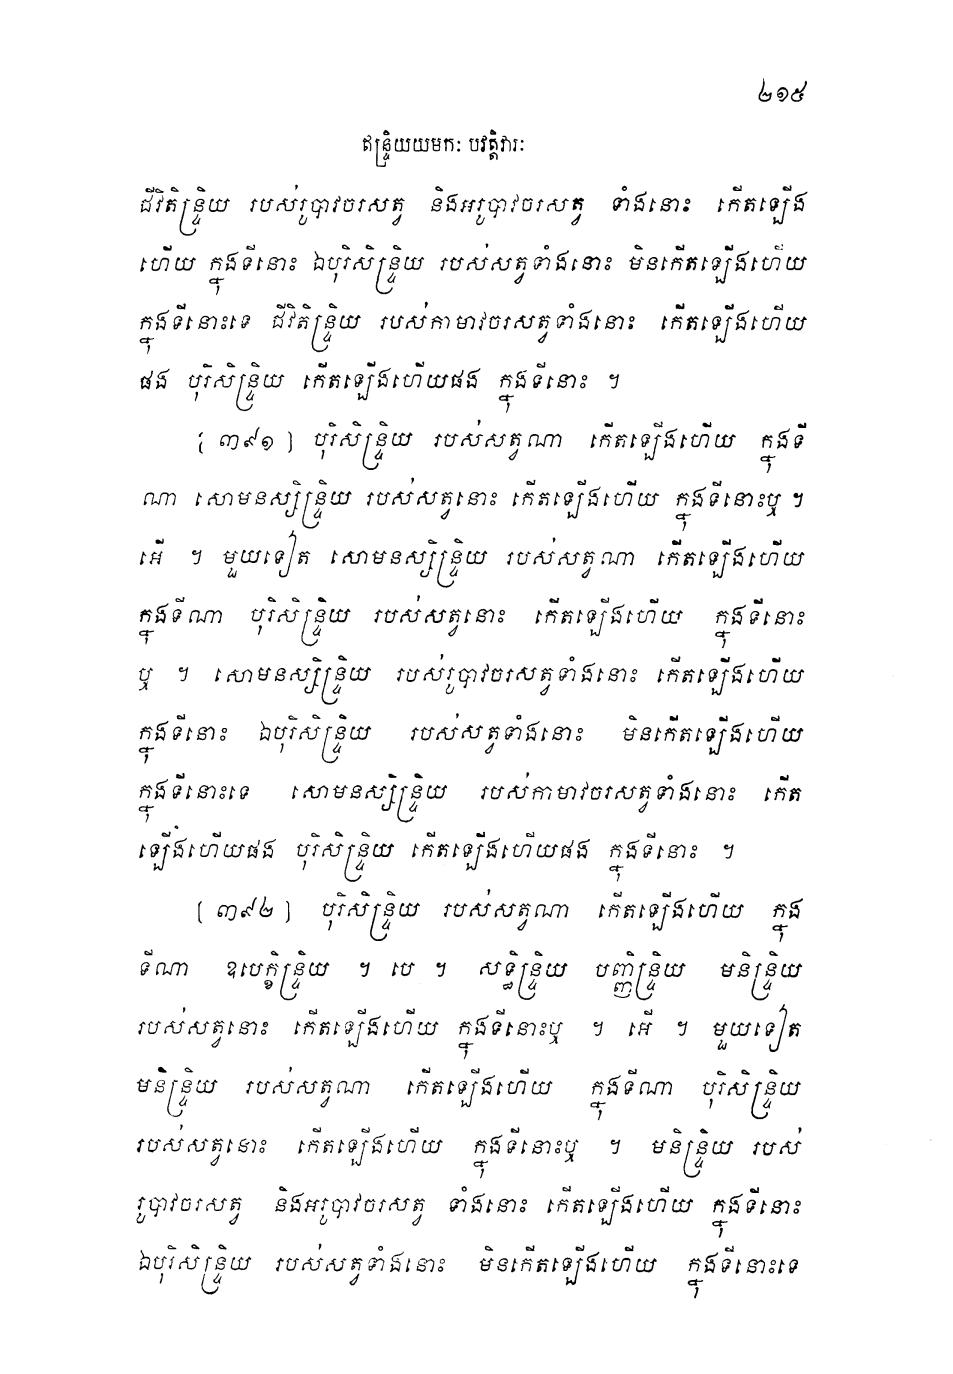 ២១៥
ឥន្ទ្រិយយមកៈ បវត្តិវារៈ
ជីវិតិន្ទ្រិយ របស់រូបាវចរសត្វ និងអរូបាវចរសត្វ ទាំងនោះ កើតឡើង
ហើយ ក្នុងទីនោះ ឯបុរិសិន្ទ្រិយ របស់សត្វទាំងនោះ មិនកើតឡើងហើយ
ក្នុងទីនោះទេ ជីវិតិន្ទ្រិយ របស់កាមាវចរសត្វទាំងនោះ កើតឡើងហើយ
ផង បុរិសិន្ទ្រិយ កើតឡើងហើយផង ក្នុងទីនោះ ។
[ ៣៩១ ] បុរិសិន្ទ្រិយ របស់សត្វណា កើតឡើងហើយ ក្នុងទី
ណា សោមនស្សិន្ទ្រិយ របស់សត្វនោះ កើតឡើងហើយ ក្នុងទីនោះឬ ។
អើ ។ មួយទៀត សោមនស្សិន្ទ្រិយ របស់សត្វណា កើតឡើងហើយ
ក្នុងទីណា បុរិសិន្ទ្រិយ របស់សត្វនោះ កើតឡើងហើយ ក្នុងទីនោះ
ឬ ។ សោមនស្សិន្ទ្រិយ របស់រូបាវចរសត្វទាំងនោះ កើតឡើងហើយ
ក្នុងទីនោះ ឯបុរិសិន្ទ្រិយ របស់សត្វទាំងនោះ មិនកើតឡើងហើយ
ក្នុងទីនោះទេ សោមនស្សិន្ទ្រិយ របស់កាមាវចរសត្វទាំងនោះ កើត
ឡើងហើយផង បុរិសិន្ទ្រិយ កើតឡើងហើយផង ក្នុងទីនោះ ។
[ ៣៩២ ] បុរិសិន្ទ្រិយ របស់សត្វណា កើតឡើងហើយ ក្នុង
ទីណា ឧបេក្ខិន្ទ្រិយ ។ បេ ។ សទ្ធិន្ទ្រិយ បញ្ញិន្ទ្រិយ មនិន្ទ្រិយ
របស់សត្វនោះ កើតឡើងហើយ ក្នុងទីនោះឬ ។ អើ ។ មួយទៀត
មនិន្ទ្រិយ របស់សត្វណា កើតឡើងហើយ ក្នុងទីណា បុរិសិន្ទ្រិយ
របស់សត្វនោះ កើតឡើងហើយ ក្នុងទីនោះឬ ។ មនិន្ទ្រិយ របស់
រូបាវចរសត្វ និងអរូបាវចរសត្វ ទាំងនោះ កើតឡើងហើយ ក្នុងទីនោះ
ឯបុរិសិន្ទ្រិយ របស់សត្វទាំងនោះ មិនកើតឡើងហើយ ក្នុងទីនោះទេ